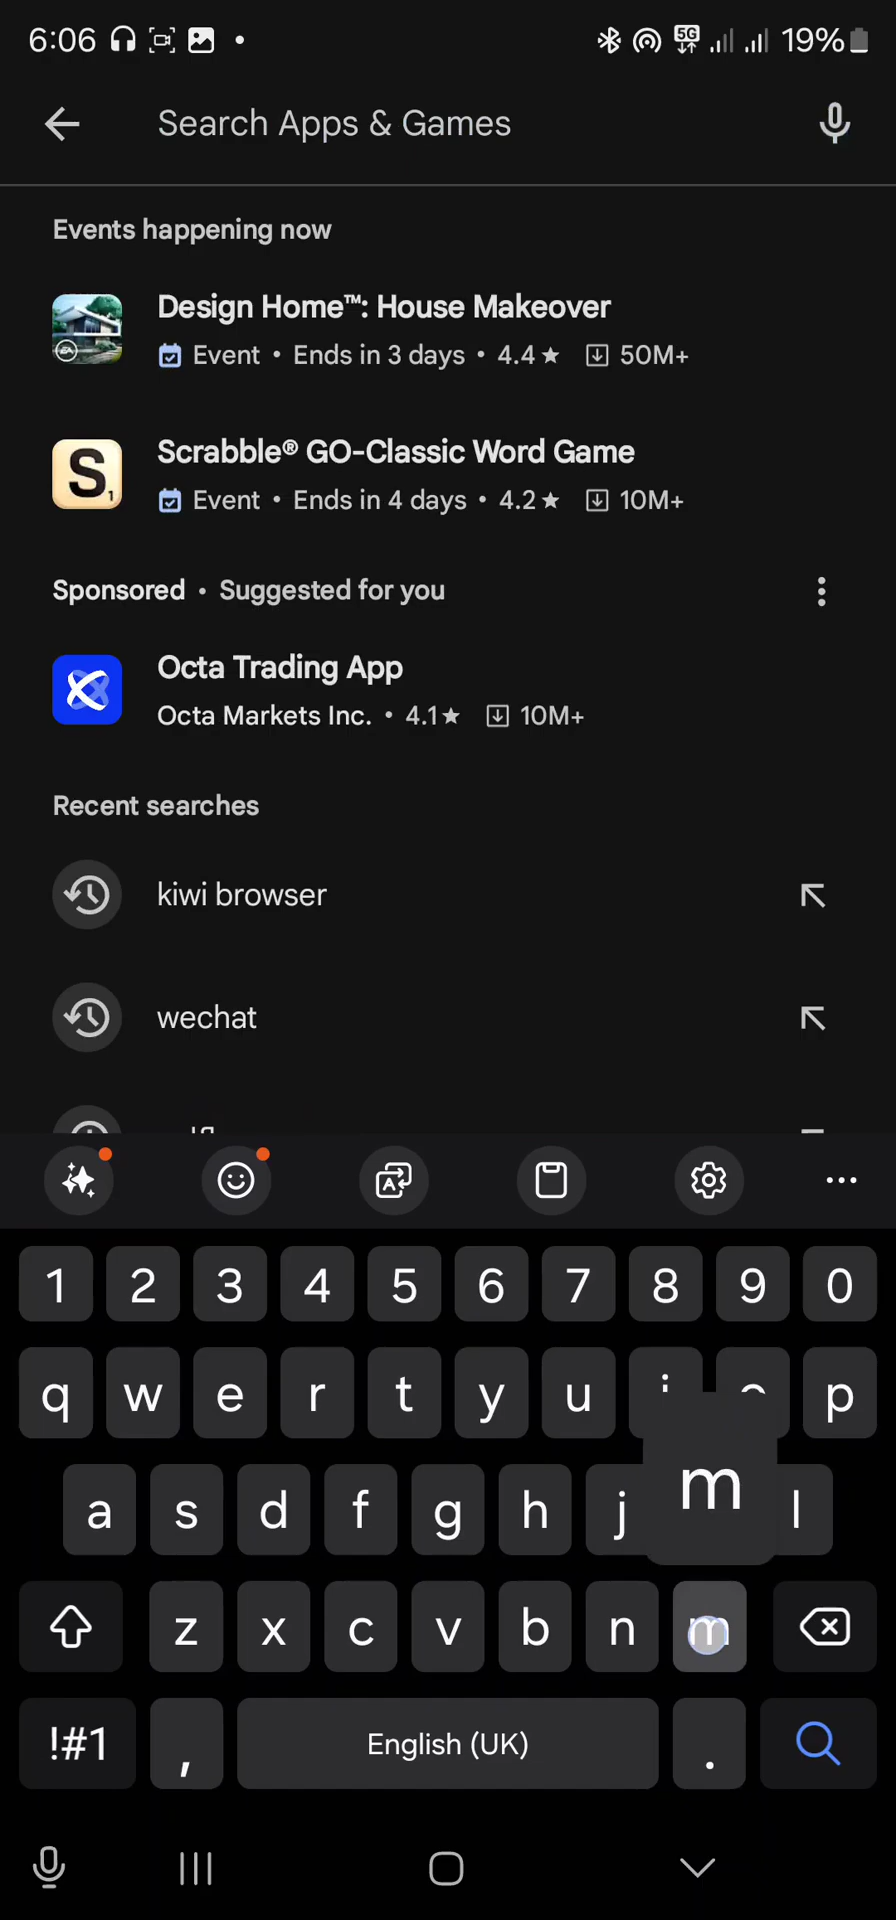 6:06 5G 19%
Search Apps & Games
Events happening now
Design Home™: House Makeover
Event • Ends in 3 days • 4.4★ 50M+
S1 Scrabble® GO-Classic Word Game
Event • Ends in 4 days • 4.2★ 10M+
Sponsored • Suggested for you
Octa Trading App
Octa Markets Inc. • 4.1★ 10M+
Recent searches
kiwi browser
wechat
A
1 2 3 4 5 6 7 8 9 0
q w e r t y u p
a s d f g h j m l
z x c v b n m
!#1 , English (UK) .